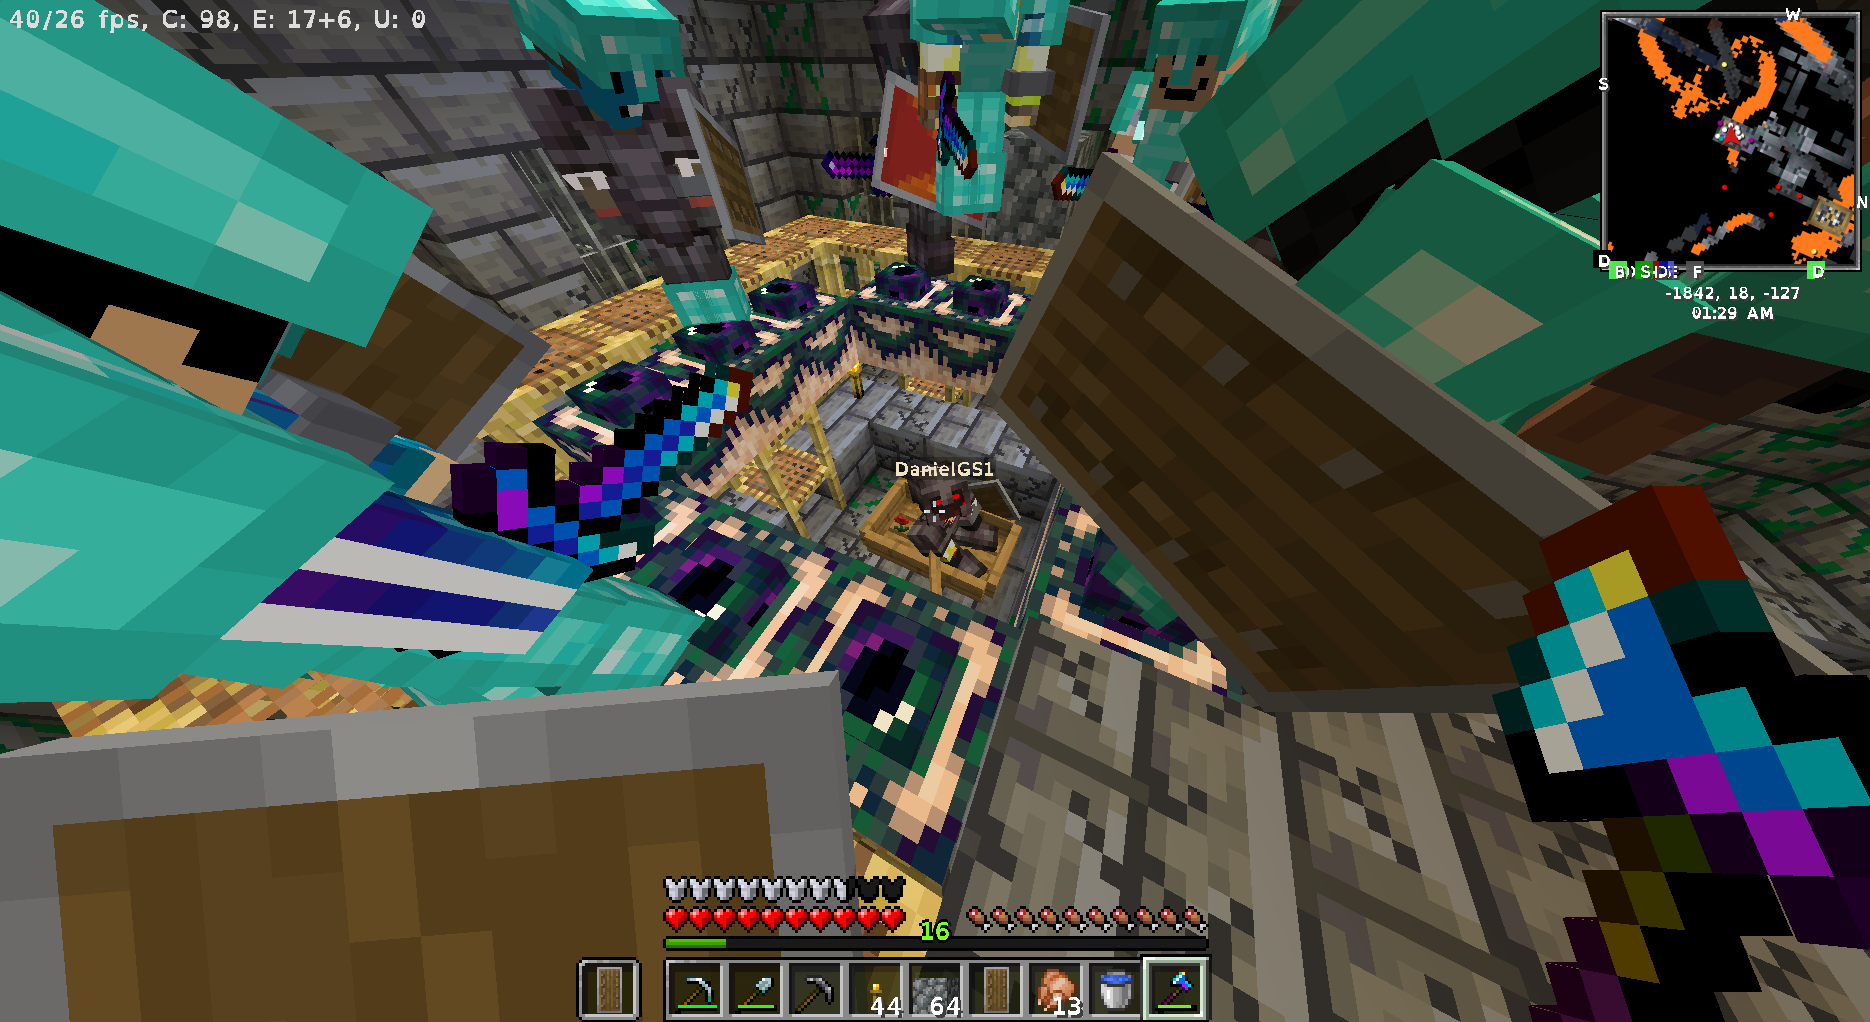 40/26 fps, C: 98, E: 17+6, U: 0
W
S
N
D
F
D
-1842, 18, -127
01:29 AM
DanielGS1
16
44
64
13